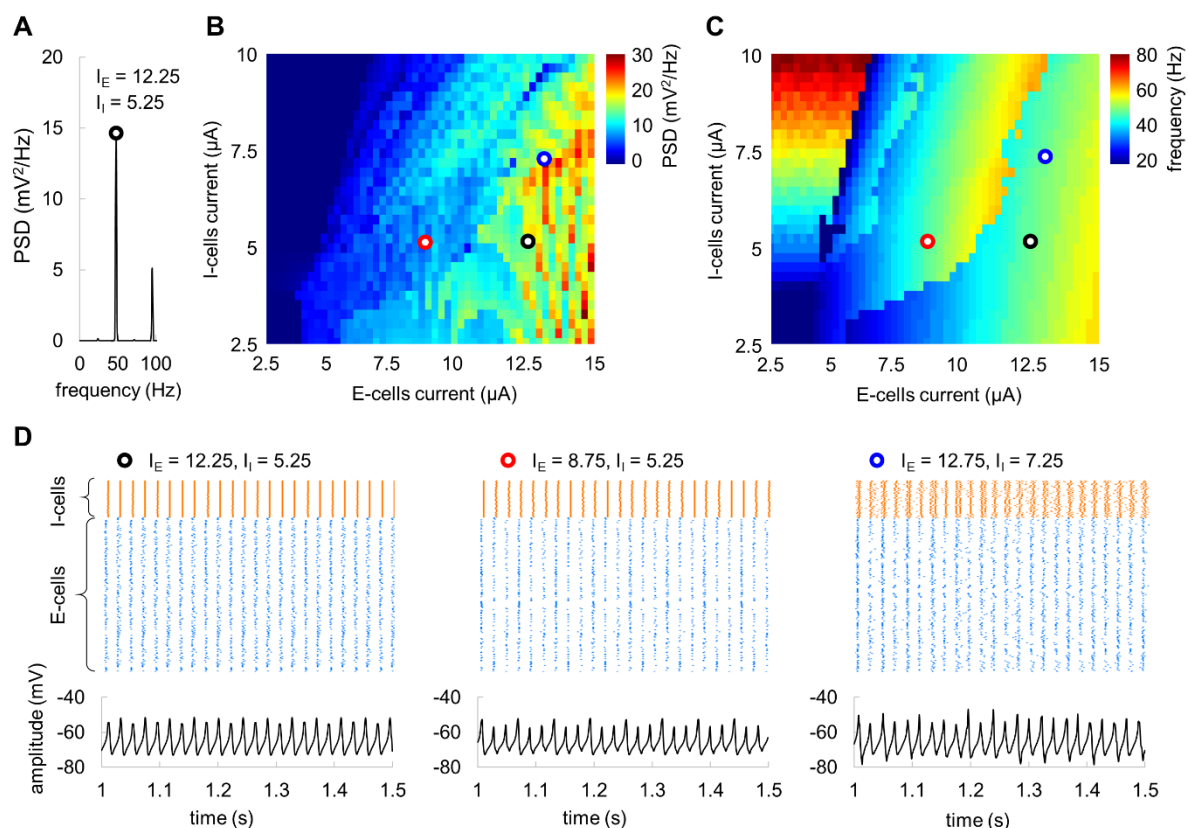 A
B
C
20
15
10
5
0
PSD (mV²/Hz)
I_E = 12.25
I_I = 5.25
0 50 100
frequency (Hz)
10
7.5
5
2.5
I-cells current (µA)
2.5 5 7.5 10 12.5 15
E-cells current (µA)
30
20
10
0
PSD (mV²/Hz)
10
7.5
5
2.5
I-cells current (µA)
2.5 5 7.5 10 12.5 15
E-cells current (µA)
80
60
40
20
frequency (Hz)
D
I_E = 12.25, I_I = 5.25
I_E = 8.75, I_I = 5.25
I_E = 12.75, I_I = 7.25
I-cells
E-cells
amplitude (mV)
-40
-60
-80
1 1.1 1.2 1.3 1.4 1.5
time (s)
-40
-60
-80
1 1.1 1.2 1.3 1.4 1.5
time (s)
-40
-60
-80
1 1.1 1.2 1.3 1.4 1.5
time (s)